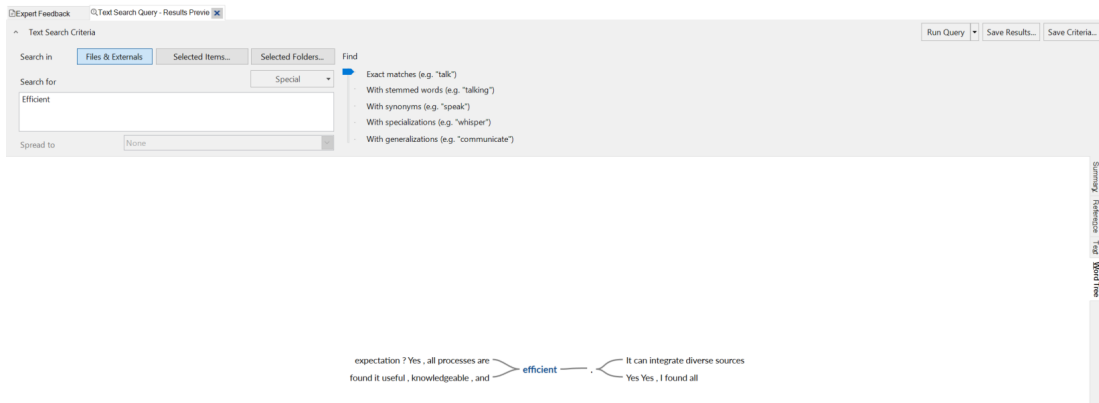 Expert Feedback
Text Search Query - Results Previe
Text Search Criteria
Run Query
Save Results...
Save Criteria...
Search in
Files & Externals
Selected Items...
Selected Folders...
Find
Search for
Special
Exact matches (e.g. "talk")
Efficient
With stemmed words (e.g. "talking")
With synonyms (e.g. "speak")
With specializations (e.g. "whisper")
With generalizations (e.g. "communicate")
Spread to
None
Summary
Reference
Text
Word Tree
expectation ? Yes , all processes are
found it useful , knowledgeable , and
efficient
.
It can integrate diverse sources
Yes Yes , I found all